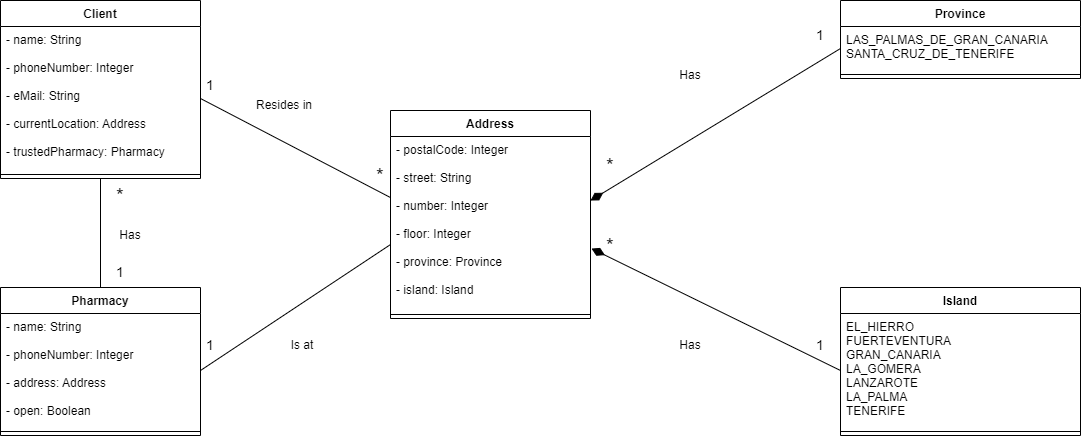 Client
- name: String
- phoneNumber: Integer
- eMail: String
- currentLocation: Address
- trustedPharmacy: Pharmacy
1
Resides in
*
*
Has
1
Pharmacy
- name: String
- phoneNumber: Integer
- address: Address
- open: Boolean
1
Is at
Address
- postalCode: Integer
- street: String
- number: Integer
- floor: Integer
- province: Province
- island: Island
*
Has
1
Province
LAS_PALMAS_DE_GRAN_CANARIA
SANTA_CRUZ_DE_TENERIFE
*
Has
1
Island
EL_HIERRO
FUERTEVENTURA
GRAN_CANARIA
LA_GOMERA
LANZAROTE
LA_PALMA
TENERIFE